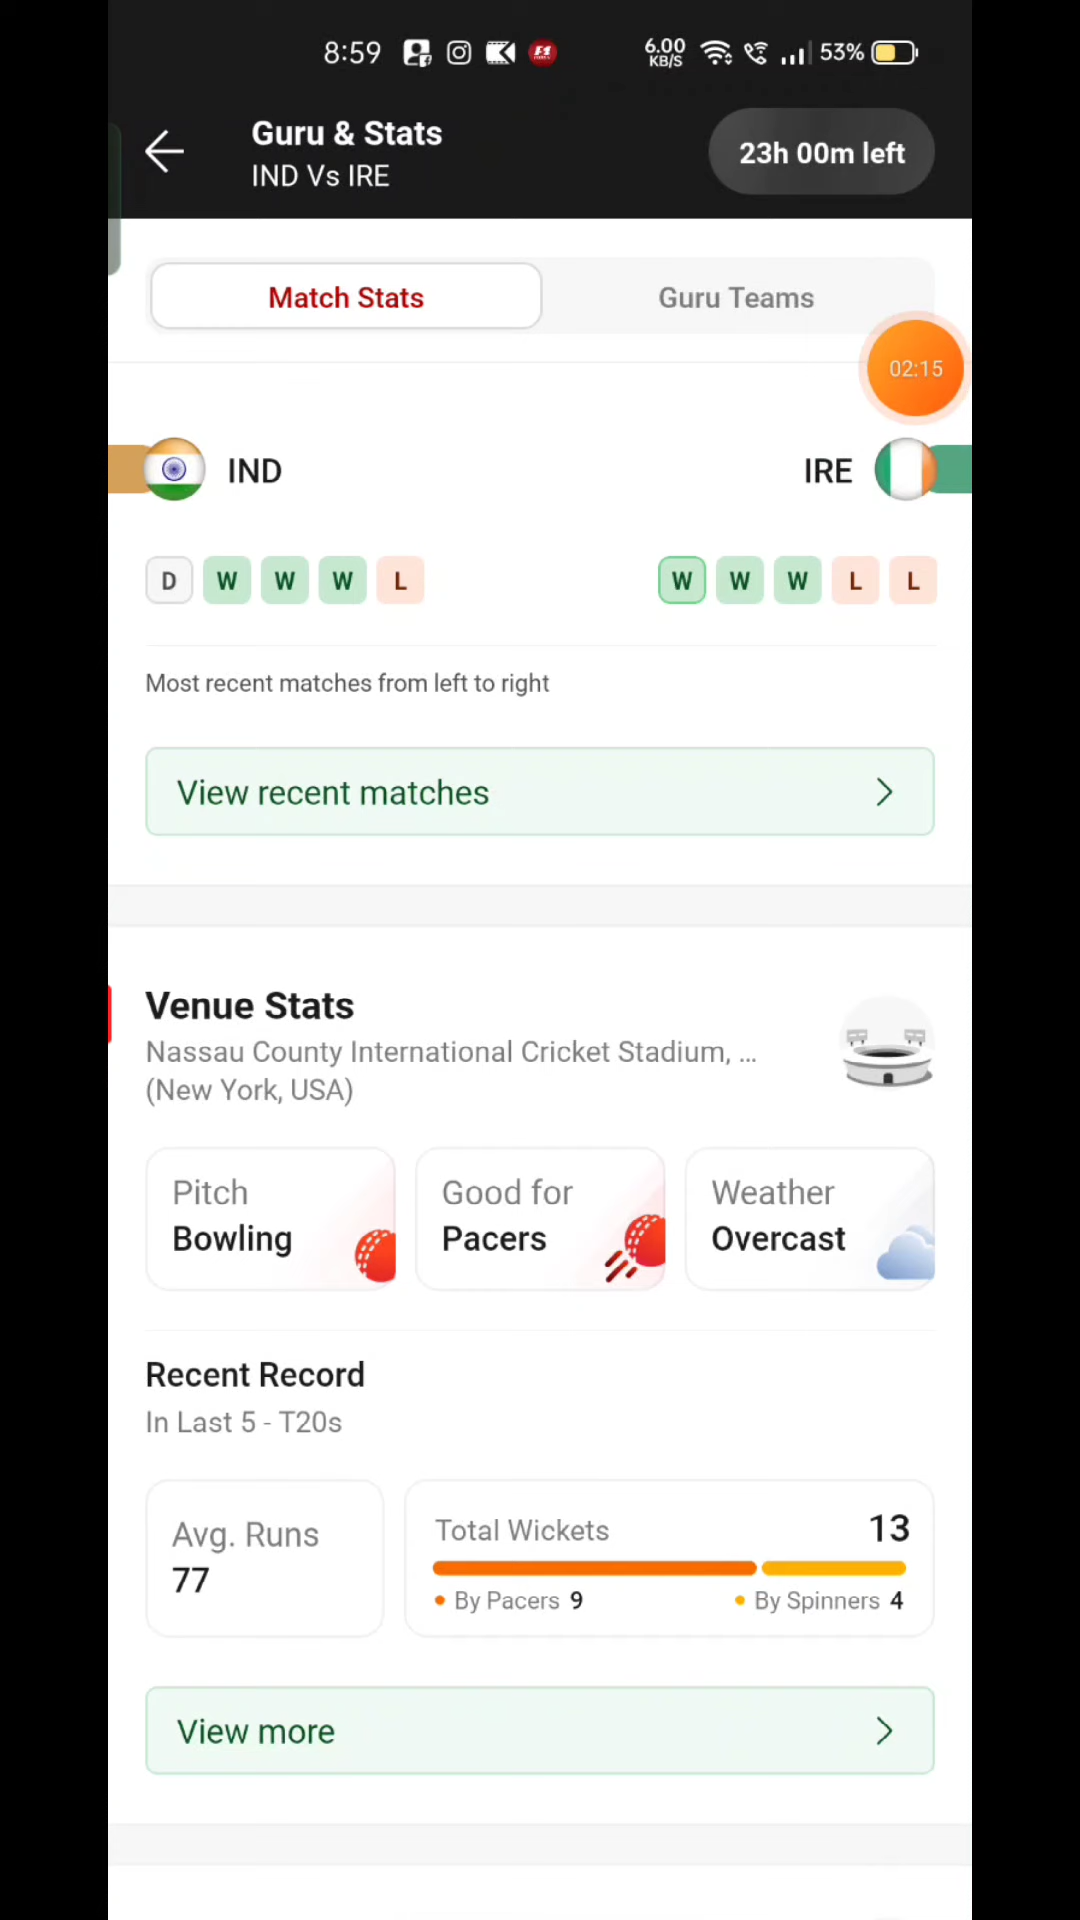 8:59
6.00
KB/S
53%
Guru & Stats
IND Vs IRE
23h 00m left
Match Stats
Guru Teams
02:15
IND
IRE
D W W W L
W W W L L
Most recent matches from left to right
View recent matches
Venue Stats
Nassau County International Cricket Stadium, ...
(New York, USA)
Pitch
Bowling
Good for
Pacers
Weather
Overcast
Recent Record
In Last 5 - T20s
Avg. Runs
77
Total Wickets 13
By Pacers 9
By Spinners 4
View more